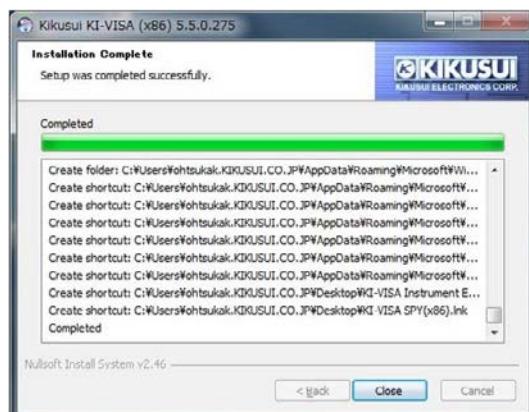 Kikusui KI-VISA (x86) 5.5.0.275
Installation Complete
Setup was completed successfully.
KIKUSUI
KIKUSUI ELECTRONICS CORP.
Completed
Create folder: C:¥Users¥ohtsukak.KIKUSUI.CO.JP¥AppData¥Roaming¥Microsoft¥Wi...
Create shortcut: C:¥Users¥ohtsukak.KIKUSUI.CO.JP¥AppData¥Roaming¥Microsoft¥...
Create shortcut: C:¥Users¥ohtsukak.KIKUSUI.CO.JP¥AppData¥Roaming¥Microsoft¥...
Create shortcut: C:¥Users¥ohtsukak.KIKUSUI.CO.JP¥AppData¥Roaming¥Microsoft¥...
Create shortcut: C:¥Users¥ohtsukak.KIKUSUI.CO.JP¥AppData¥Roaming¥Microsoft¥...
Create shortcut: C:¥Users¥ohtsukak.KIKUSUI.CO.JP¥AppData¥Roaming¥Microsoft¥...
Create shortcut: C:¥Users¥ohtsukak.KIKUSUI.CO.JP¥AppData¥Roaming¥Microsoft¥...
Create shortcut: C:¥Users¥ohtsukak.KIKUSUI.CO.JP¥Desktop¥KI-VISA Instrument E...
Create shortcut: C:¥Users¥ohtsukak.KIKUSUI.CO.JP¥Desktop¥KI-VISA SPY(x86).lnk
Completed
Nullsoft Install System v2.46
< Back
Close
Cancel